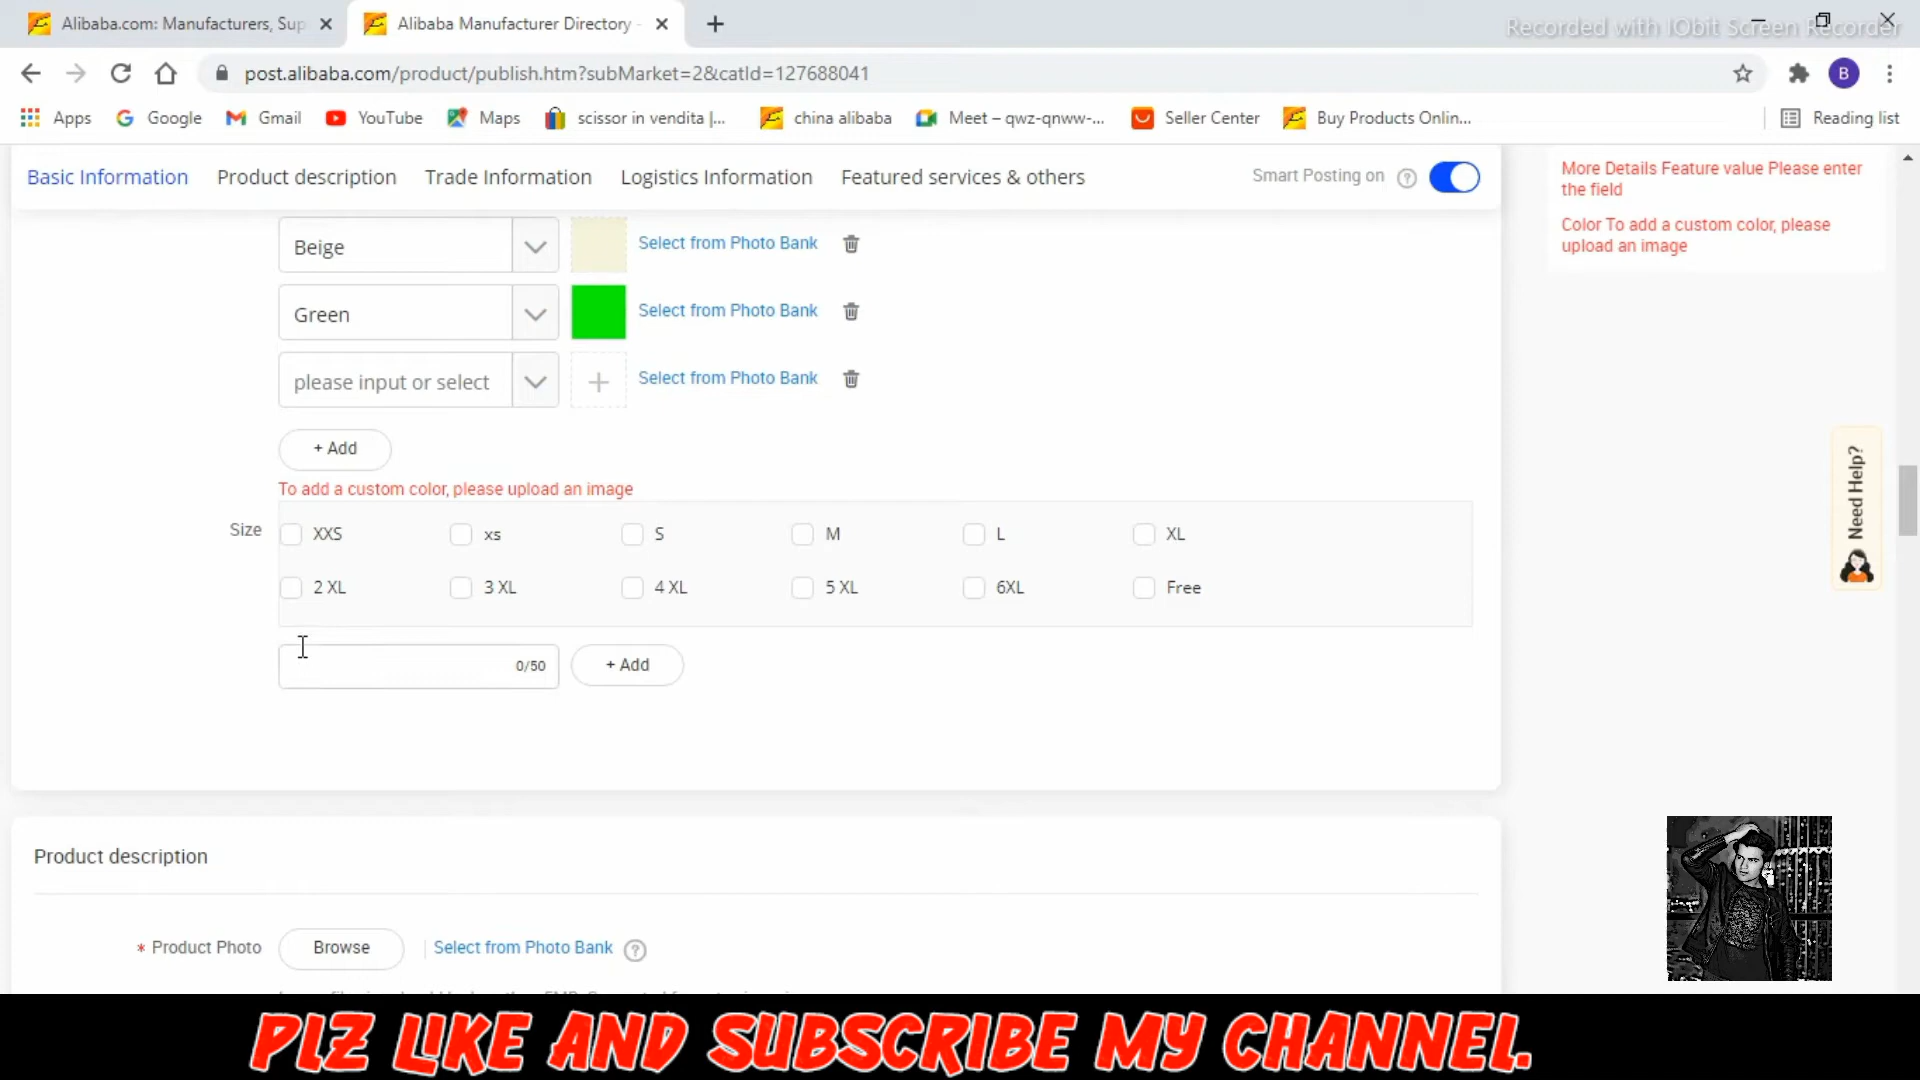 Alibaba.com: Manufacturers, Sup
Alibaba Manufacturer Directory -
Recorded with IObit Screen Recorder
post.alibaba.com/product/publish.htm?subMarket=2&catId=127688041
B
Apps
Google
Gmail
YouTube
Maps
scissor in vendita |...
china alibaba
Meet – qwz-qnww-...
Seller Center
Buy Products Onlin...
Reading list
Basic Information
Product description
Trade Information
Logistics Information
Featured services & others
Smart Posting on
More Details Feature value Please enter
the field
Color To add a custom color, please
upload an image
Beige
Select from Photo Bank
Green
Select from Photo Bank
please input or select
Select from Photo Bank
+ Add
To add a custom color, please upload an image
Size
XXS
xs
S
M
L
XL
2 XL
3 XL
4 XL
5 XL
6XL
Free
0/50
+ Add
Need Help?
Product description
* Product Photo
Browse
Select from Photo Bank
PLZ LIKE AND SUBSCRIBE MY CHANNEL.